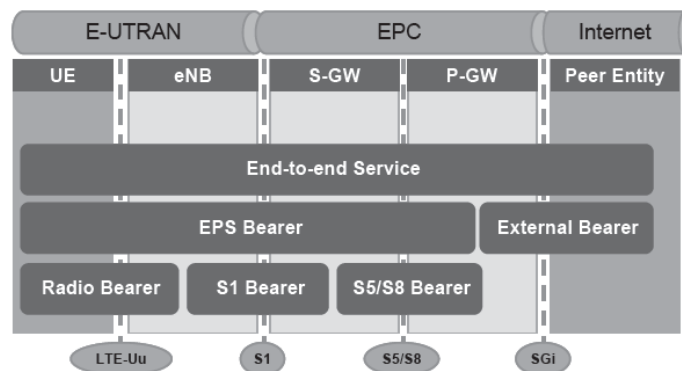 E-UTRAN EPC Internet
UE eNB S-GW P-GW Peer Entity
End-to-end Service
EPS Bearer External Bearer
Radio Bearer S1 Bearer S5/S8 Bearer
LTE-Uu S1 S5/S8 SGi